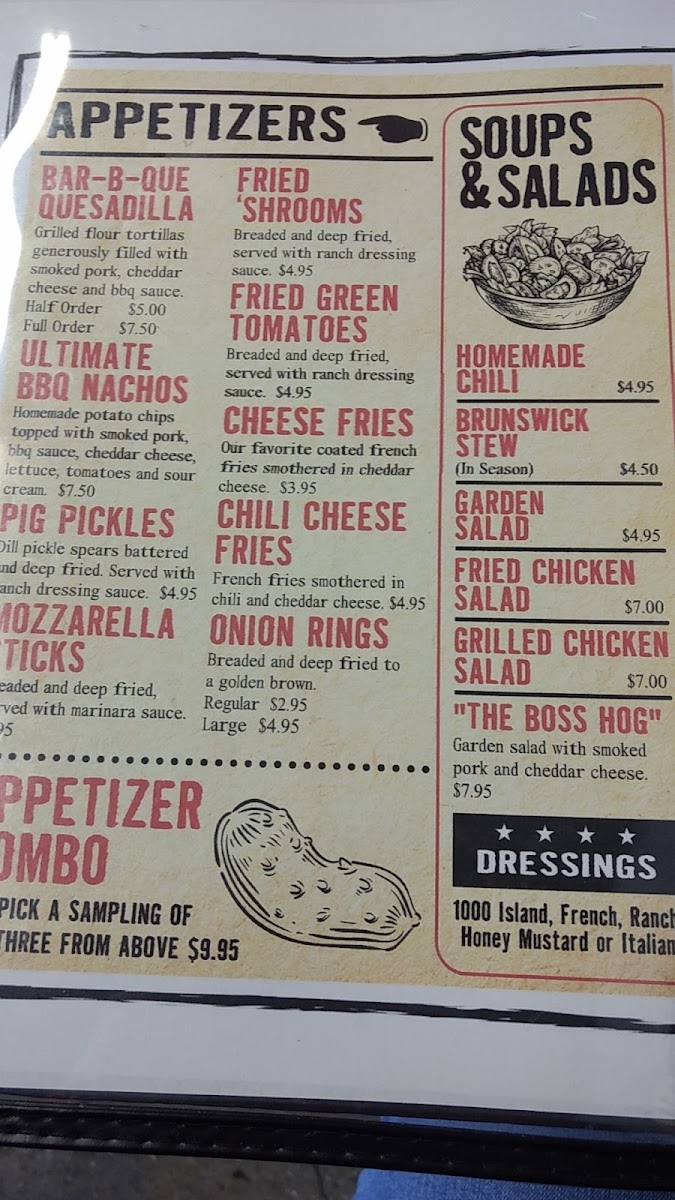 APPETIZERS
BAR-B-QUE
QUESADILLA
Grilled flour tortillas
generously filled with
smoked pork, cheddar
cheese and bbq sauce.
Half Order $5.00
Full Order $7.50
ULTIMATE
BBQ NACHOS
Homemade potato chips
topped with smoked pork,
bbq sauce, cheddar cheese,
lettuce, tomatoes and sour
cream. $7.50
PIG PICKLES
Dill pickle spears battered
and deep fried. Served with
ranch dressing sauce. $4.95
MOZZARELLA
TICKS
eaded and deep fried,
rved with marinara sauce.
95
FRIED
'SHROOMS
Breaded and deep fried,
served with ranch dressing
sauce. $4.95
FRIED GREEN
TOMATOES
Breaded and deep fried,
served with ranch dressing
sauce. $4.95
CHEESE FRIES
Our favorite coated french
fries smothered in cheddar
cheese. $3.95
CHILI CHEESE
FRIES
French fries smothered in
chili and cheddar cheese. $4.95
ONION RINGS
Breaded and deep fried to
a golden brown.
Regular $2.95
Large $4.95
PPETIZER
OMBO
PICK A SAMPLING OF
THREE FROM ABOVE $9.95
SOUPS
& SALADS
HOMEMADE
CHILI $4.95
BRUNSWICK
STEW
(In Season) $4.50
GARDEN
SALAD $4.95
FRIED CHICKEN
SALAD $7.00
GRILLED CHICKEN
SALAD $7.00
"THE BOSS HOG"
Garden salad with smoked
pork and cheddar cheese.
$7.95
DRESSINGS
1000 Island, French, Ranch
Honey Mustard or Italian